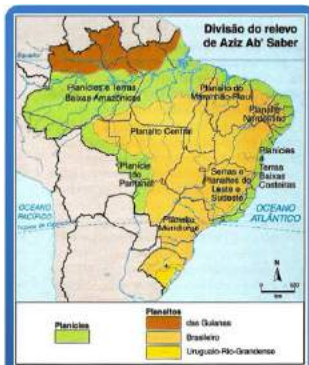 Divisão do relevo
de Aziz Ab' Saber
Planícies e Terras
Baixas Amazônicas
Planalto do
Maranhão-Piauí
Planalto
Nordestino
Planalto Central
Planícies
e
Terras
Baixas
Costeiras
Planície
do
Pantanal
Serras e
Planaltos do
Leste e
Sudeste
OCEANO
PACÍFICO
OCEANO
ATLÂNTICO
Planalto
Meridional
N
0
km
Planícies
Planaltos
das Guianas
Brasileiro
Uruguaio-Rio-Grandense